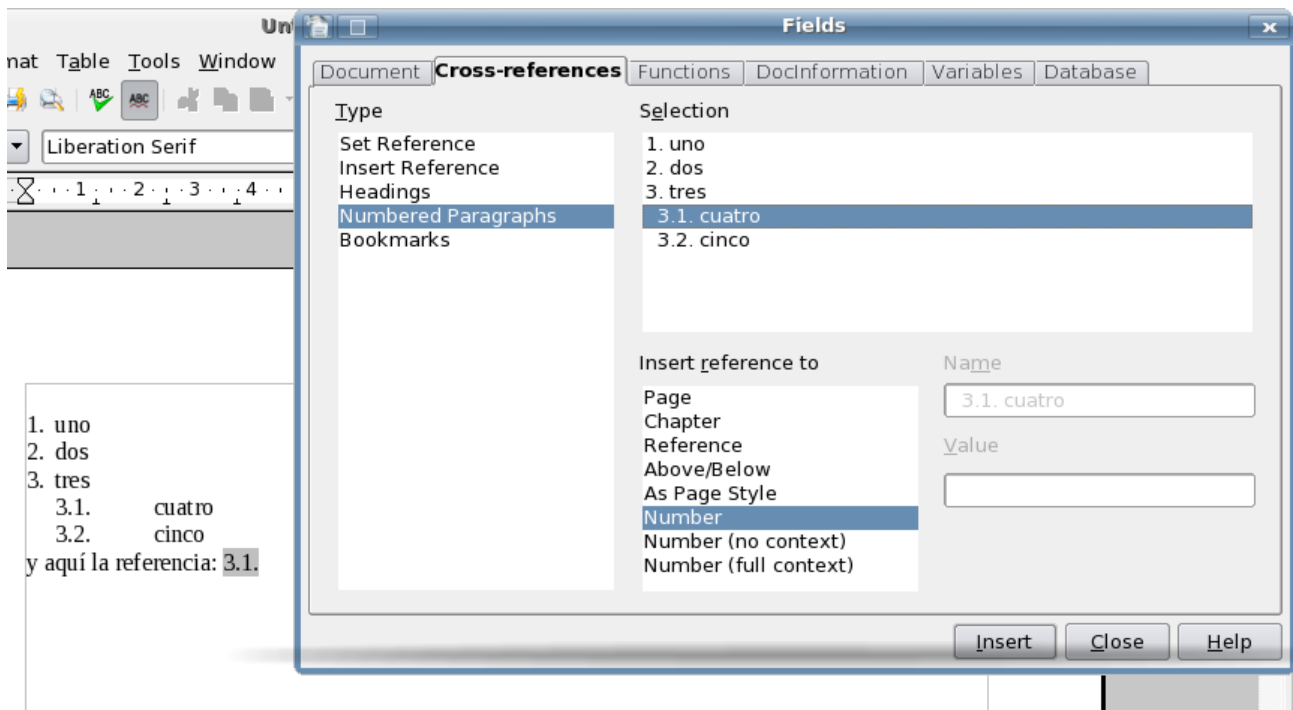 Unt
Fields
mat Table Tools Window
Document Cross-references Functions DocInformation Variables Database
ABC ABC
Type
Selection
Liberation Serif
Set Reference
Insert Reference
Headings
Numbered Paragraphs
Bookmarks
1. uno
2. dos
3. tres
3.1. cuatro
3.2. cinco
1 2 3 4
Insert reference to
Name
Page
Chapter
Reference
Above/Below
As Page Style
Number
Number (no context)
Number (full context)
3.1. cuatro
Value
1. uno
2. dos
3. tres
3.1. cuatro
3.2. cinco
y aquí la referencia: 3.1.
Insert Close Help